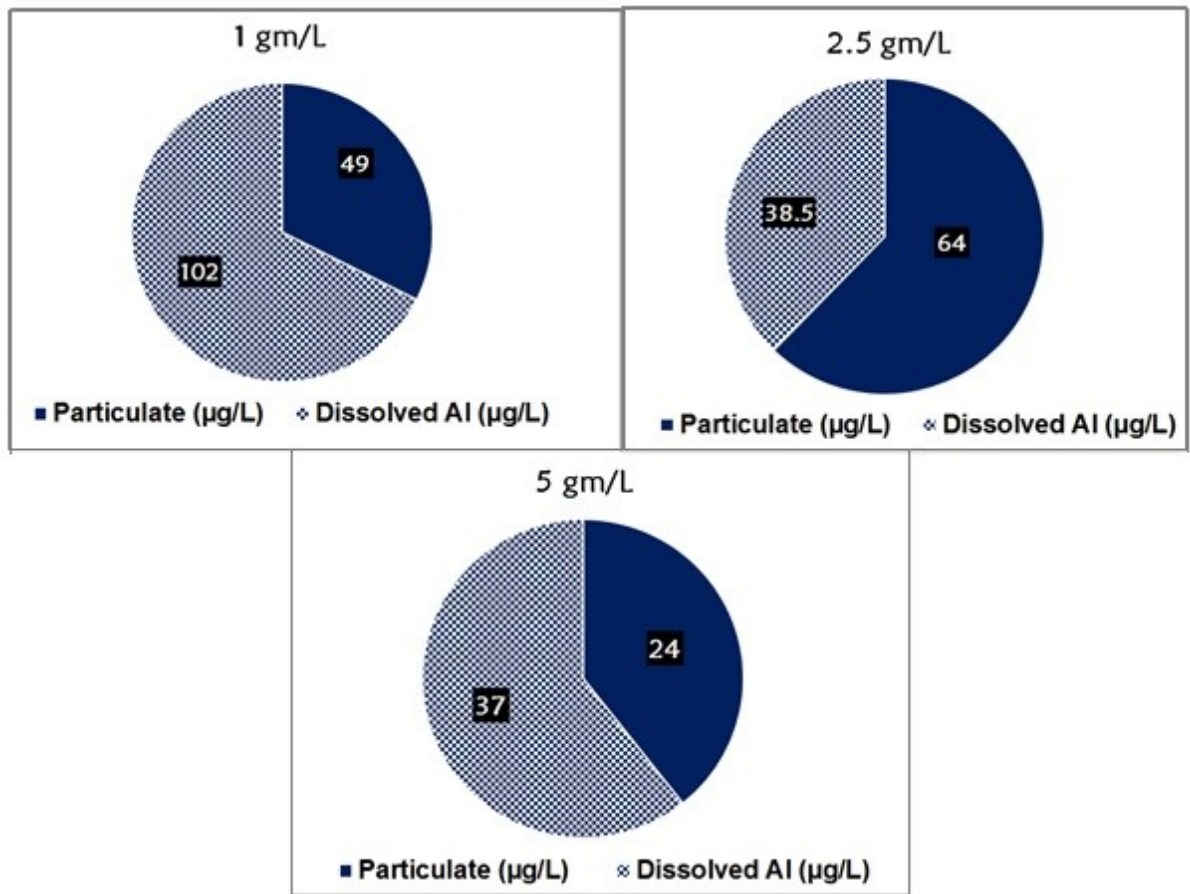 1 gm/L
49
102
■ Particulate (µg/L) Dissolved Al (µg/L)
2.5 gm/L
38.5
64
■ Particulate (µg/L) Dissolved Al (µg/L)
5 gm/L
24
37
■ Particulate (µg/L) Dissolved Al (µg/L)